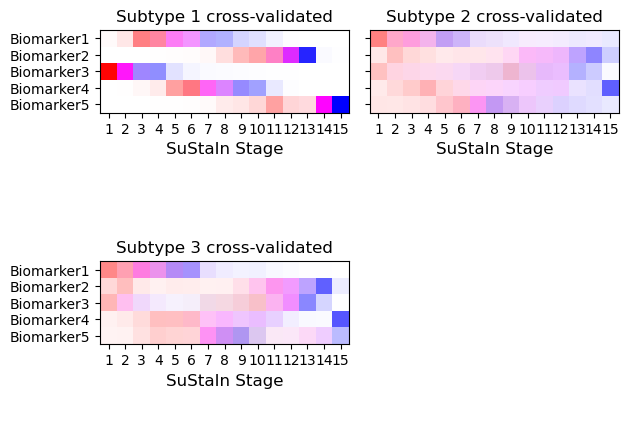 Subtype 1 cross-validated
Subtype 2 cross-validated
Biomarker1
Biomarker2
Biomarker3
Biomarker4
Biomarker5
1 2 3 4 5 6 7 8 9 10 11 12 13 14 15
1 2 3 4 5 6 7 8 9 10 11 12 13 14 15
SuStaIn Stage
SuStaIn Stage
Subtype 3 cross-validated
Biomarker1
Biomarker2
Biomarker3
Biomarker4
Biomarker5
1 2 3 4 5 6 7 8 9 10 11 12 13 14 15
SuStaIn Stage